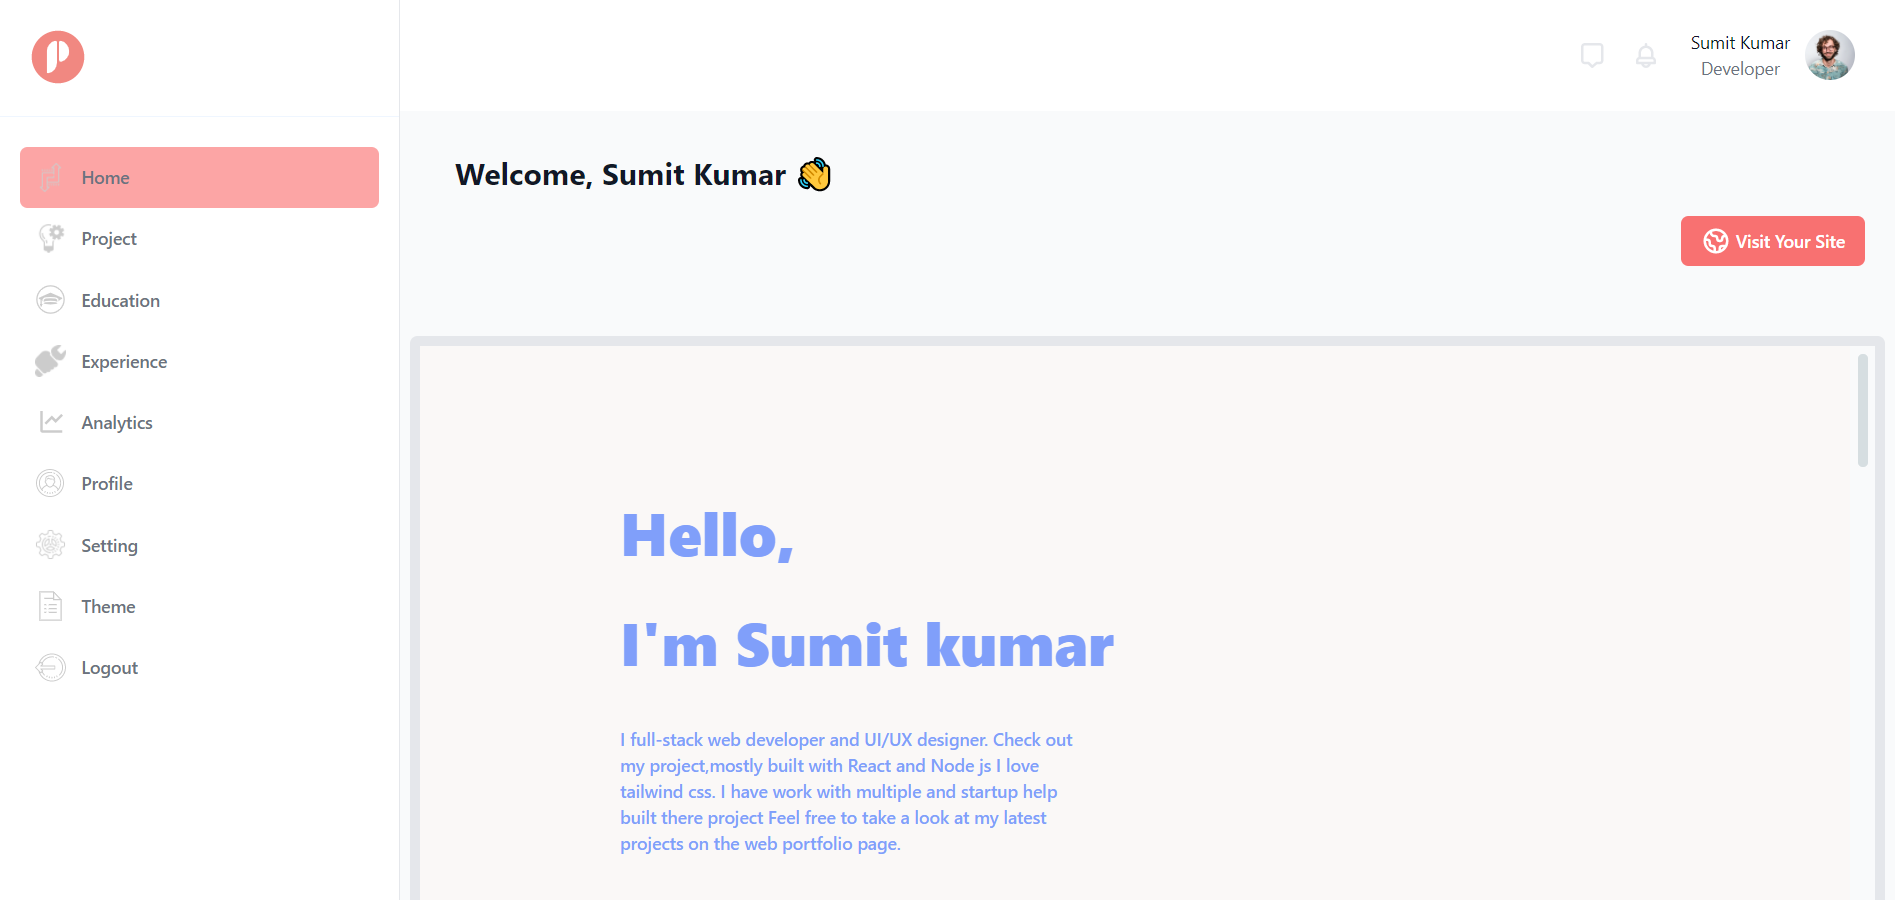 Sumit Kumar
Developer
Home
Project
Education
Experience
Analytics
Profile
Setting
Theme
Logout
Welcome, Sumit Kumar 👋
Visit Your Site
Hello,
I'm Sumit kumar
I full-stack web developer and UI/UX designer. Check out
my project,mostly built with React and Node js I love
tailwind css. I have work with multiple and startup help
built there project Feel free to take a look at my latest
projects on the web portfolio page.